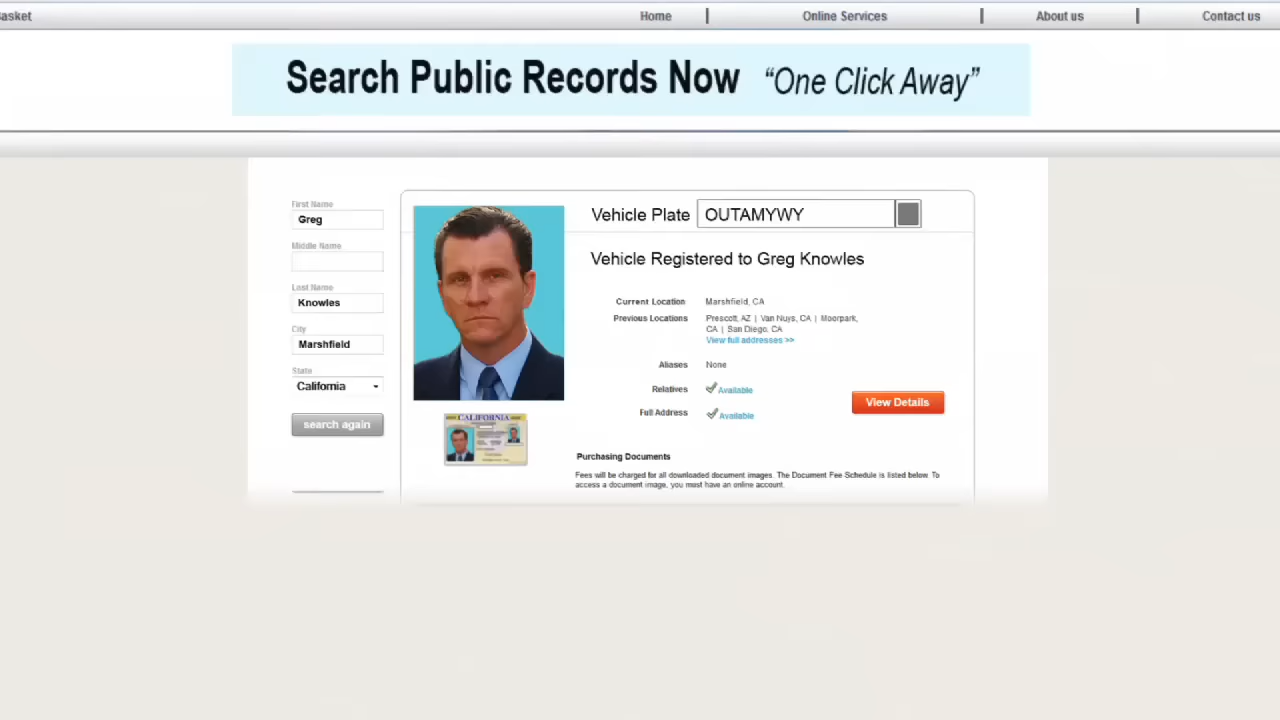 Basket
Home | Online Services | About us | Contact us
Search Public Records Now "One Click Away"
First Name
Greg
Middle Name
Last Name
Knowles
City
Marshfield
State
California
search again
CALIFORNIA
Vehicle Plate OUTAMYWY
Vehicle Registered to Greg Knowles
Current Location Marshfield, CA
Previous Locations Prescott, AZ | Van Nuys, CA | Moorpark,
CA | San Diego, CA
View full addresses >>
Aliases None
Relatives Available
Full Address Available
View Details
Purchasing Documents
Fees will be charged for all downloaded document images. The Document Fee Schedule is listed below. To
access a document image, you must have an online account.